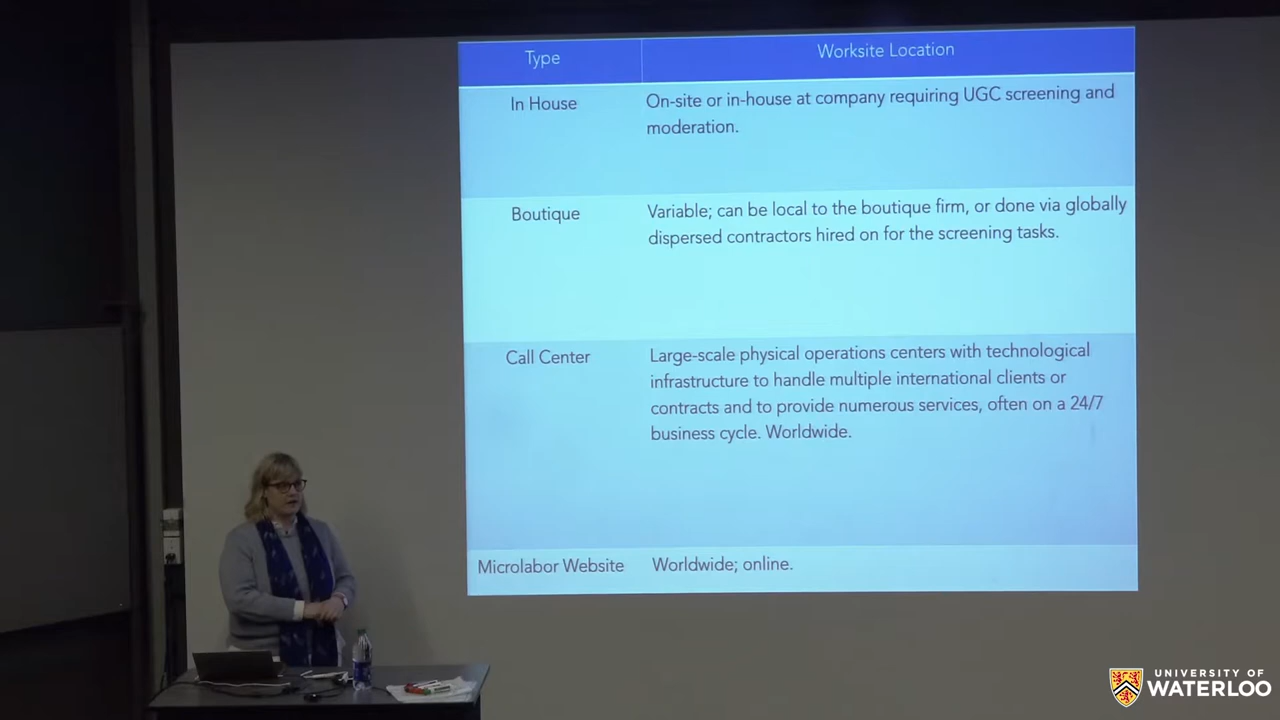 Type
Worksite Location
In House
On-site or in-house at company requiring UGC screening and
moderation.
Boutique
Variable; can be local to the boutique firm, or done via globally
dispersed contractors hired on for the screening tasks.
Call Center
Large-scale physical operations centers with technological
infrastructure to handle multiple international clients or
contracts and to provide numerous services, often on a 24/7
business cycle. Worldwide.
Microlabor Website
Worldwide; online.
UNIVERSITY OF
WATERLOO